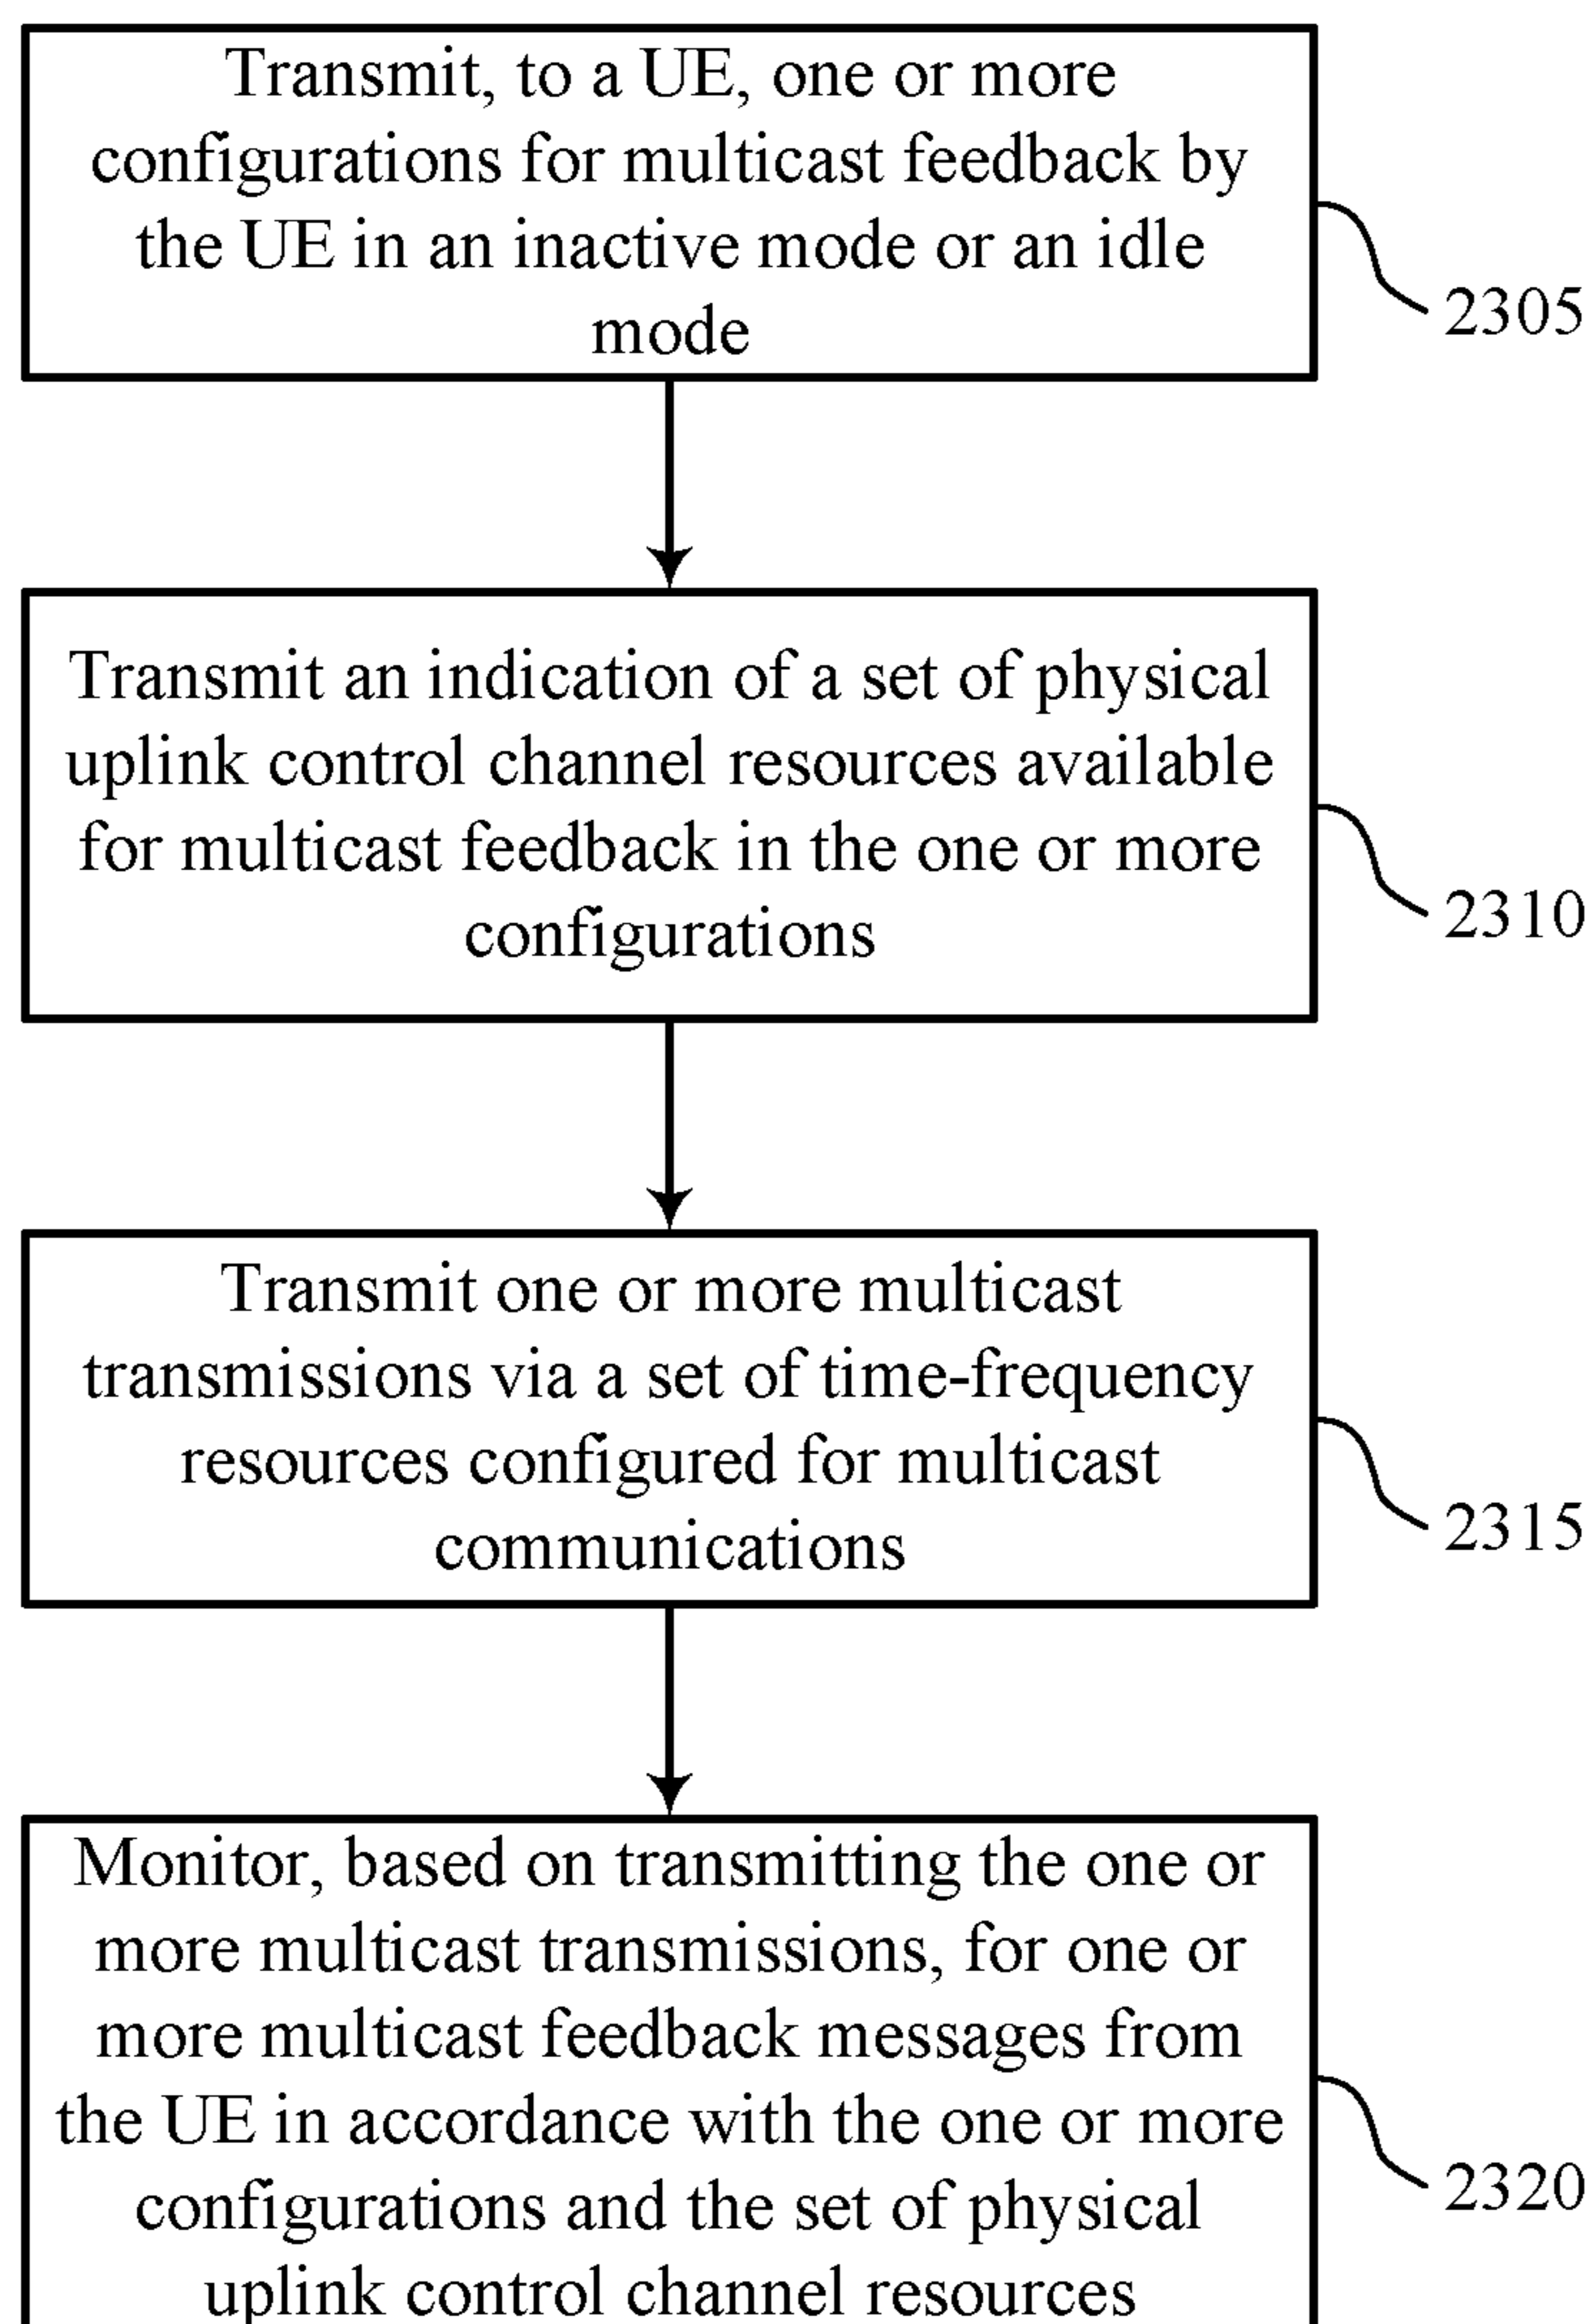 Transmit, to a UE, one or more
configurations for multicast feedback by
the UE in an inactive mode or an idle
mode
2305
Transmit an indication of a set of physical
uplink control channel resources available
for multicast feedback in the one or more
configurations
2310
Transmit one or more multicast
transmissions via a set of time-frequency
resources configured for multicast
communications
2315
Monitor, based on transmitting the one or
more multicast transmissions, for one or
more multicast feedback messages from
the UE in accordance with the one or more
configurations and the set of physical
uplink control channel resources
2320